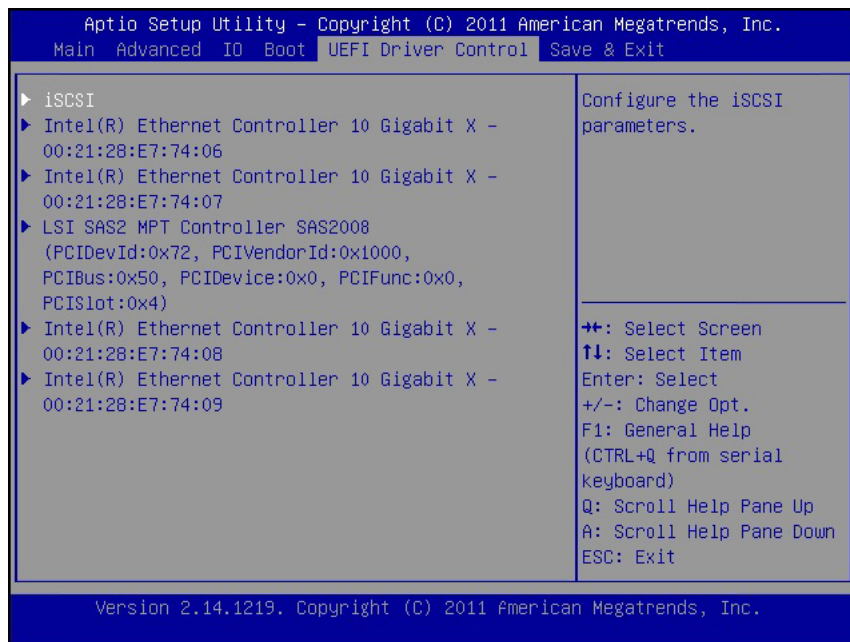 Aptio Setup Utility – Copyright (C) 2011 American Megatrends, Inc.
Main Advanced IO Boot UEFI Driver Control Save & Exit
▶ iSCSI
▶ Intel(R) Ethernet Controller 10 Gigabit X –
00:21:28:E7:74:06
▶ Intel(R) Ethernet Controller 10 Gigabit X –
00:21:28:E7:74:07
▶ LSI SAS2 MPT Controller SAS2008
(PCIDevId:0x72, PCIVendorId:0x1000,
PCIBus:0x50, PCIDevice:0x0, PCIFunc:0x0,
PCISlot:0x4)
▶ Intel(R) Ethernet Controller 10 Gigabit X –
00:21:28:E7:74:08
▶ Intel(R) Ethernet Controller 10 Gigabit X –
00:21:28:E7:74:09
Configure the iSCSI
parameters.
→←: Select Screen
↑↓: Select Item
Enter: Select
+/-: Change Opt.
F1: General Help
(CTRL+Q from serial
keyboard)
Q: Scroll Help Pane Up
A: Scroll Help Pane Down
ESC: Exit
Version 2.14.1219. Copyright (C) 2011 American Megatrends, Inc.